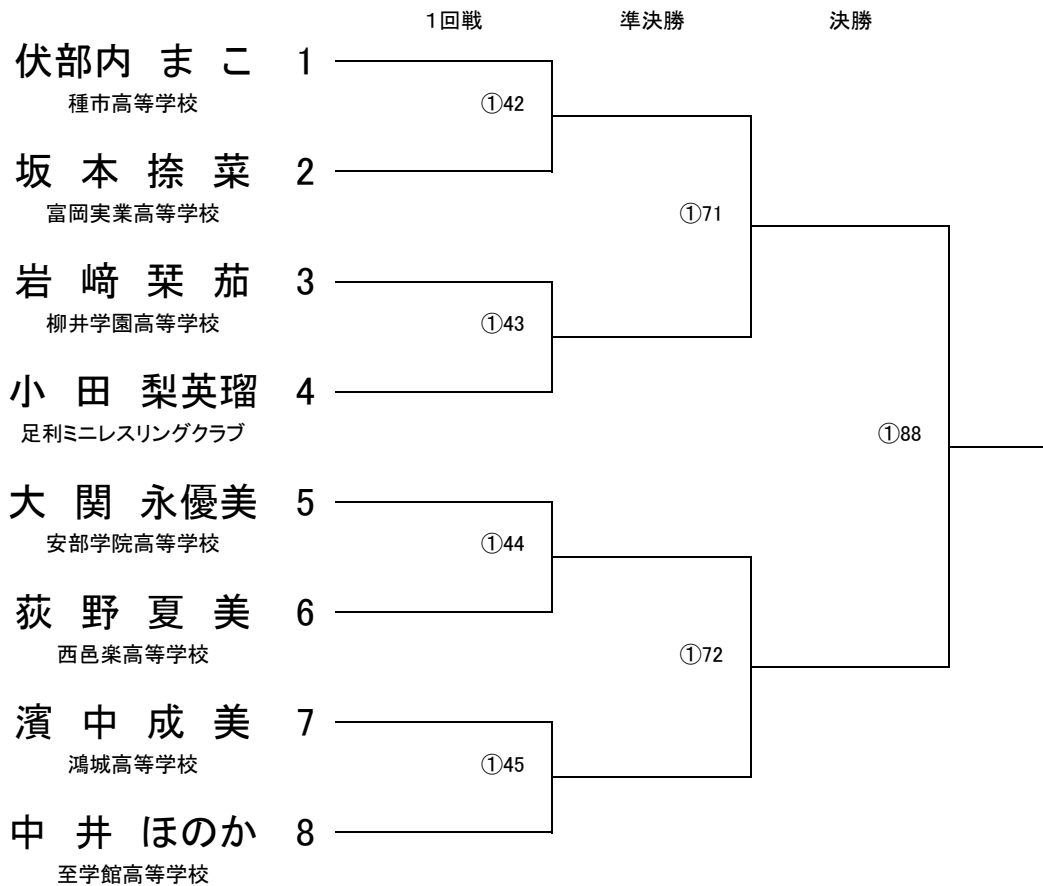 1回戦 準決勝 決勝
伏部内 まこ 1
種市高等学校
①42
坂本捺菜 2
富岡実業高等学校
①71
岩﨑栞茄 3
柳井学園高等学校
①43
小田 梨英瑠 4
足利ミニレスリングクラブ
①88
大関 永優美 5
安部学院高等学校
①44
荻野夏美 6
西邑楽高等学校
①72
濱中成美 7
鴻城高等学校
①45
中井 ほのか 8
至学館高等学校